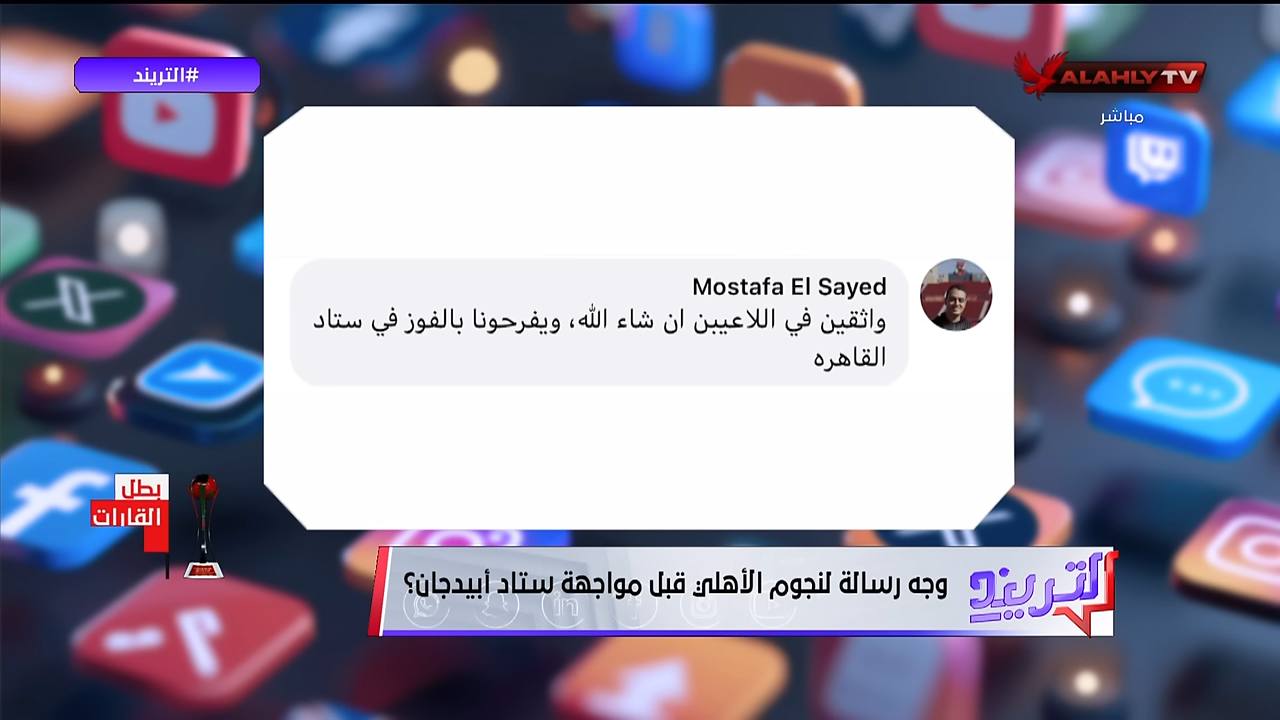 #التريند
ALAHLY TV
مباشر
Mostafa El Sayed
واثقين في اللاعيبن ان شاء الله، ويفرحونا بالفوز في ستاد
القاهره
بطل
القارات
التريند
وجه رسالة لنجوم الأهلي قبل مواجهة ستاد أبيدجان؟